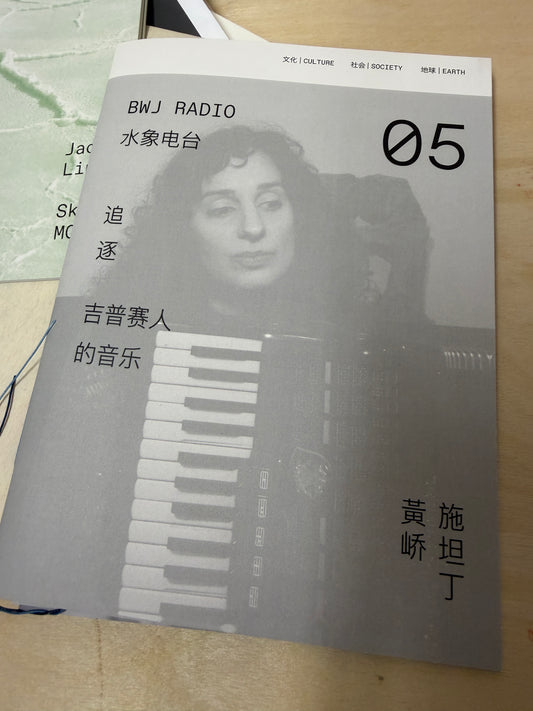 文化 | CULTURE 社会 | SOCIETY 地球 | EARTH
BWJ RADIO
水象电台
05
追
逐
吉普赛人
的音乐
施坦丁
黃峤